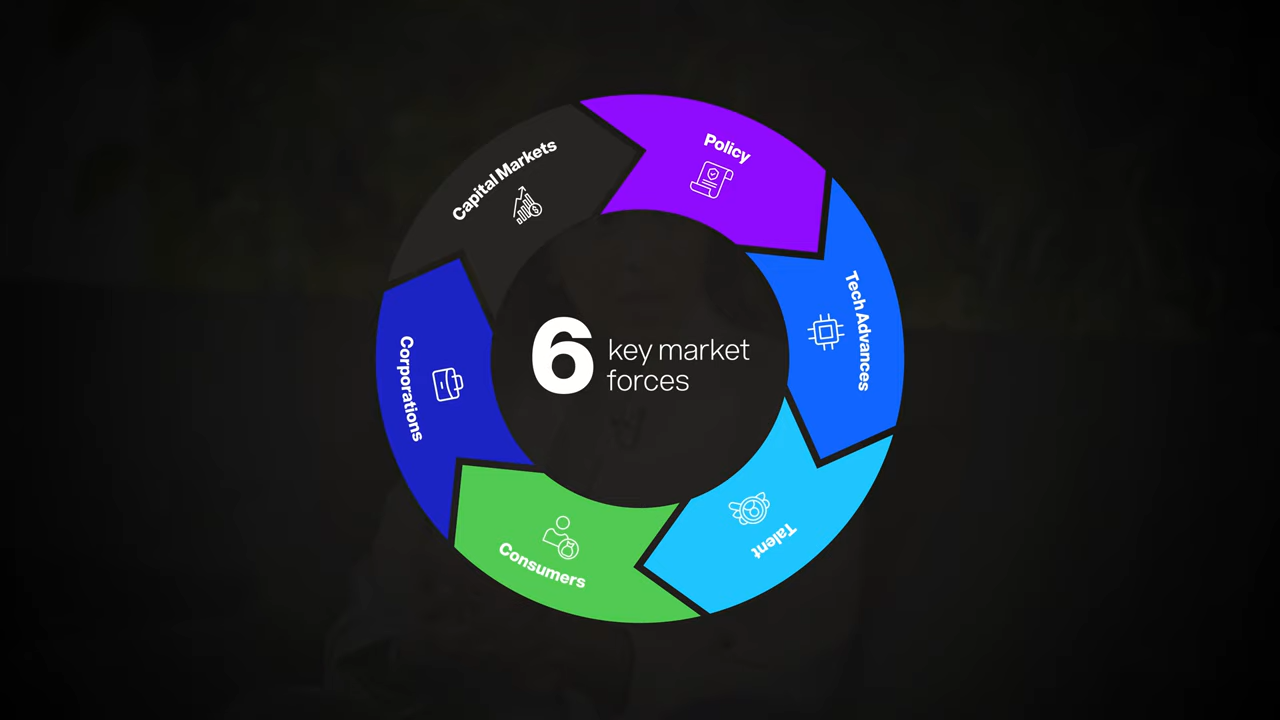 6
key market
forces
Policy
Tech Advances
Talent
Consumers
Corporations
Capital Markets